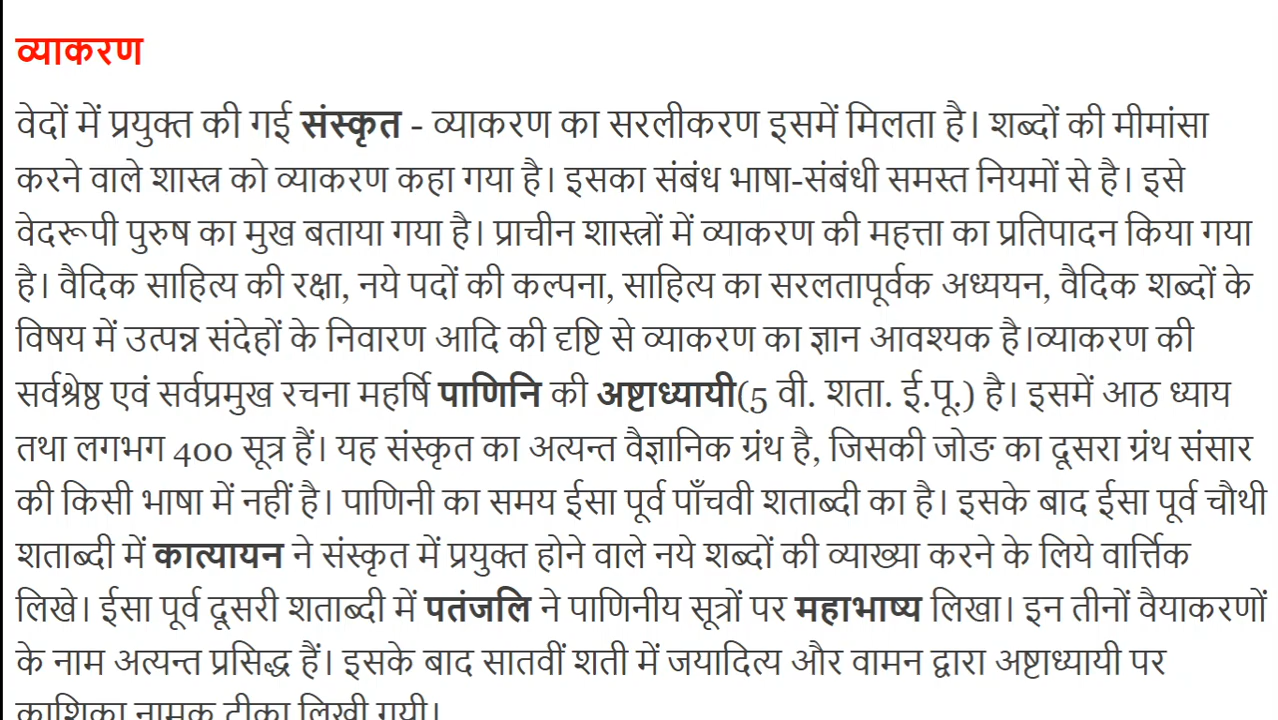 व्याकरण
वेदों में प्रयुक्त की गई संस्कृत - व्याकरण का सरलीकरण इसमें मिलता है। शब्दों की मीमांसा
करने वाले शास्त्र को व्याकरण कहा गया है। इसका संबंध भाषा-संबंधी समस्त नियमों से है। इसे
वेदरूपी पुरुष का मुख बताया गया है। प्राचीन शास्त्रों में व्याकरण की महत्ता का प्रतिपादन किया गया
है। वैदिक साहित्य की रक्षा, नये पदों की कल्पना, साहित्य का सरलतापूर्वक अध्ययन, वैदिक शब्दों के
विषय में उत्पन्न संदेहों के निवारण आदि की दृष्टि से व्याकरण का ज्ञान आवश्यक है।व्याकरण की
सर्वश्रेष्ठ एवं सर्वप्रमुख रचना महर्षि पाणिनि की अष्टाध्यायी(5 वी. शता. ई.पू.) है। इसमें आठ ध्याय
तथा लगभग 400 सूत्र हैं। यह संस्कृत का अत्यन्त वैज्ञानिक ग्रंथ है, जिसकी जोङ का दूसरा ग्रंथ संसार
की किसी भाषा में नहीं है। पाणिनी का समय ईसा पूर्व पाँचवी शताब्दी का है। इसके बाद ईसा पूर्व चौथी
शताब्दी में कात्यायन ने संस्कृत में प्रयुक्त होने वाले नये शब्दों की व्याख्या करने के लिये वार्त्तिक
लिखे। ईसा पूर्व दूसरी शताब्दी में पतंजलि ने पाणिनीय सूत्रों पर महाभाष्य लिखा। इन तीनों वैयाकरणों
के नाम अत्यन्त प्रसिद्ध हैं। इसके बाद सातवीं शती में जयादित्य और वामन द्वारा अष्टाध्यायी पर
काशिका नामक टीका लिखी गयी।